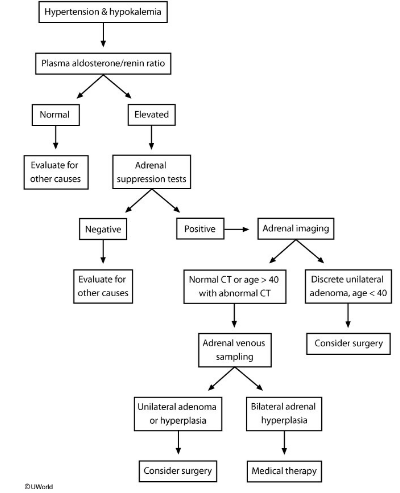 Hypertension & hypokalemia
Plasma aldosterone/renin ratio
Normal
Elevated
Evaluate for
other causes
Adrenal
suppression tests
Negative
Positive
Adrenal imaging
Evaluate for
other causes
Normal CT or age > 40
with abnormal CT
Discrete unilateral
adenoma, age < 40
Adrenal venous
sampling
Consider surgery
Unilateral adenoma
or hyperplasia
Bilateral adrenal
hyperplasia
Consider surgery
Medical therapy
©UWorld